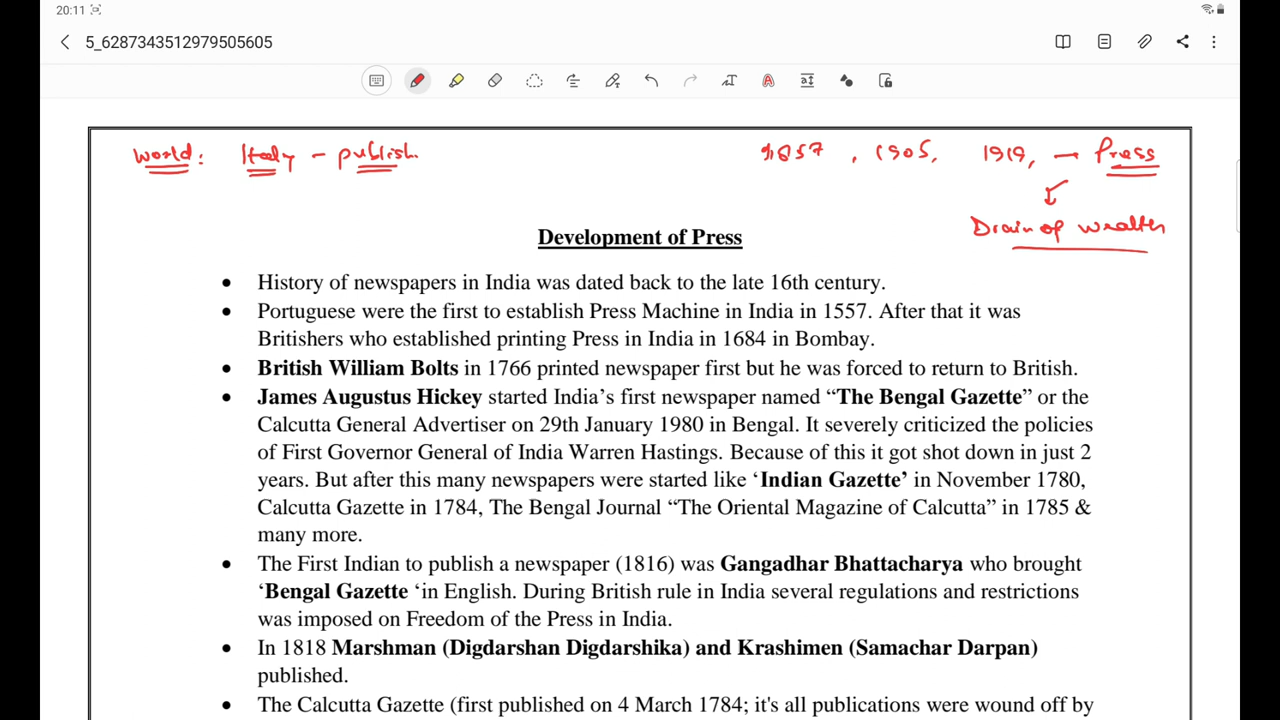 20:11
5_6287343512979505605
World: Italy - publish. 1857, 1905, 1919, — Press
Drain of wealth
Development of Press
• History of newspapers in India was dated back to the late 16th century.
• Portuguese were the first to establish Press Machine in India in 1557. After that it was
Britishers who established printing Press in India in 1684 in Bombay.
• British William Bolts in 1766 printed newspaper first but he was forced to return to British.
• James Augustus Hickey started India’s first newspaper named “The Bengal Gazette” or the
Calcutta General Advertiser on 29th January 1980 in Bengal. It severely criticized the policies
of First Governor General of India Warren Hastings. Because of this it got shot down in just 2
years. But after this many newspapers were started like ‘Indian Gazette’ in November 1780,
Calcutta Gazette in 1784, The Bengal Journal “The Oriental Magazine of Calcutta” in 1785 &
many more.
• The First Indian to publish a newspaper (1816) was Gangadhar Bhattacharya who brought
‘Bengal Gazette ‘in English. During British rule in India several regulations and restrictions
was imposed on Freedom of the Press in India.
• In 1818 Marshman (Digdarshan Digdarshika) and Krashimen (Samachar Darpan)
published.
• The Calcutta Gazette (first published on 4 March 1784; it's all publications were wound off by